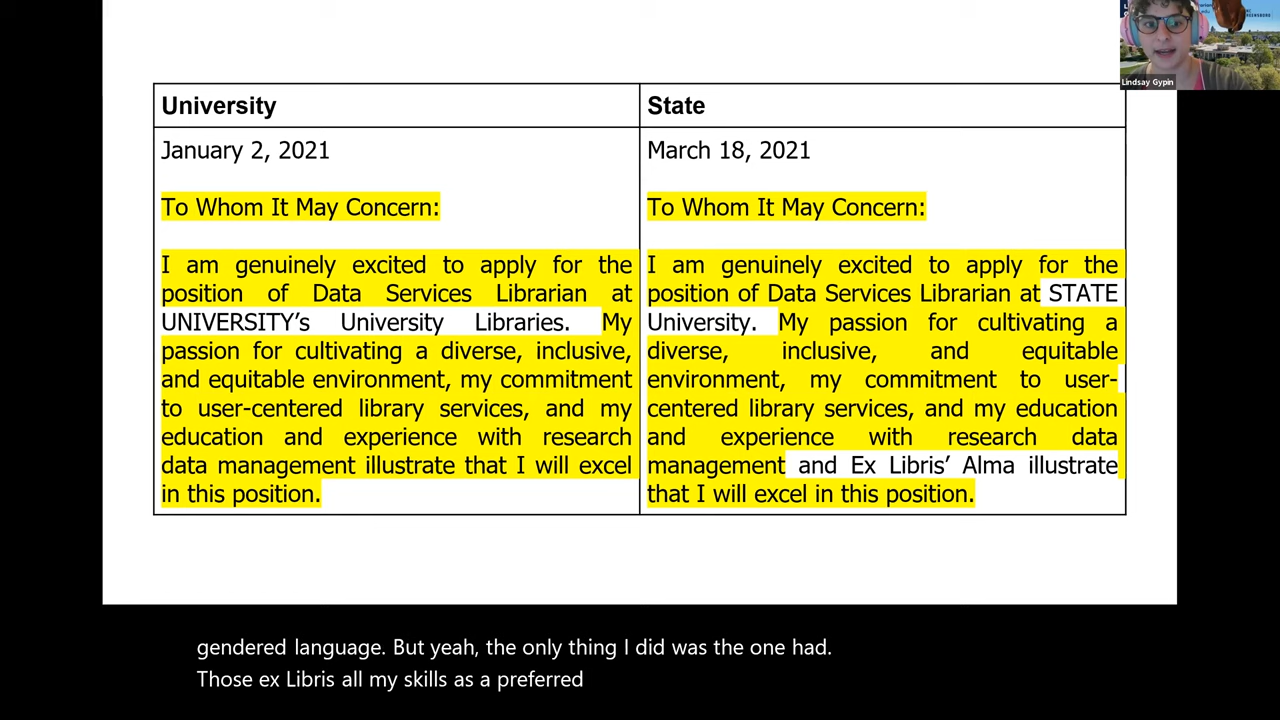 Lindsay Gypin
University
January 2, 2021
To Whom It May Concern:
I am genuinely excited to apply for the
position of Data Services Librarian at
UNIVERSITY’s University Libraries. My
passion for cultivating a diverse, inclusive,
and equitable environment, my commitment
to user-centered library services, and my
education and experience with research
data management illustrate that I will excel
in this position.
State
March 18, 2021
To Whom It May Concern:
I am genuinely excited to apply for the
position of Data Services Librarian at STATE
University. My passion for cultivating a
diverse, inclusive, and equitable
environment, my commitment to user-
centered library services, and my education
and experience with research data
management and Ex Libris’ Alma illustrate
that I will excel in this position.
gendered language. But yeah, the only thing I did was the one had.
Those ex Libris all my skills as a preferred